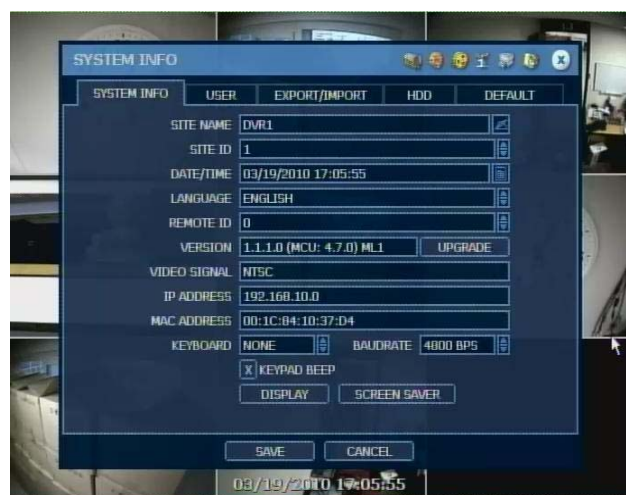 SYSTEM INFO
X
SYSTEM INFO USER EXPORT/IMPORT HDD DEFAULT
SITE NAME DVR1
SITE ID 1
DATE/TIME 03/19/2010 17:05:55
LANGUAGE ENGLISH
REMOTE ID 0
VERSION 1.1.1.0 (MCU: 4.7.0) ML1 UPGRADE
VIDEO SIGNAL NTSC
IP ADDRESS 192.168.10.0
MAC ADDRESS 00:1C:84:10:37:D4
KEYBOARD NONE BAUDRATE 4800 BPS
X KEYPAD BEEP
DISPLAY SCREEN SAVER
SAVE CANCEL
03/19/2010 17:05:55